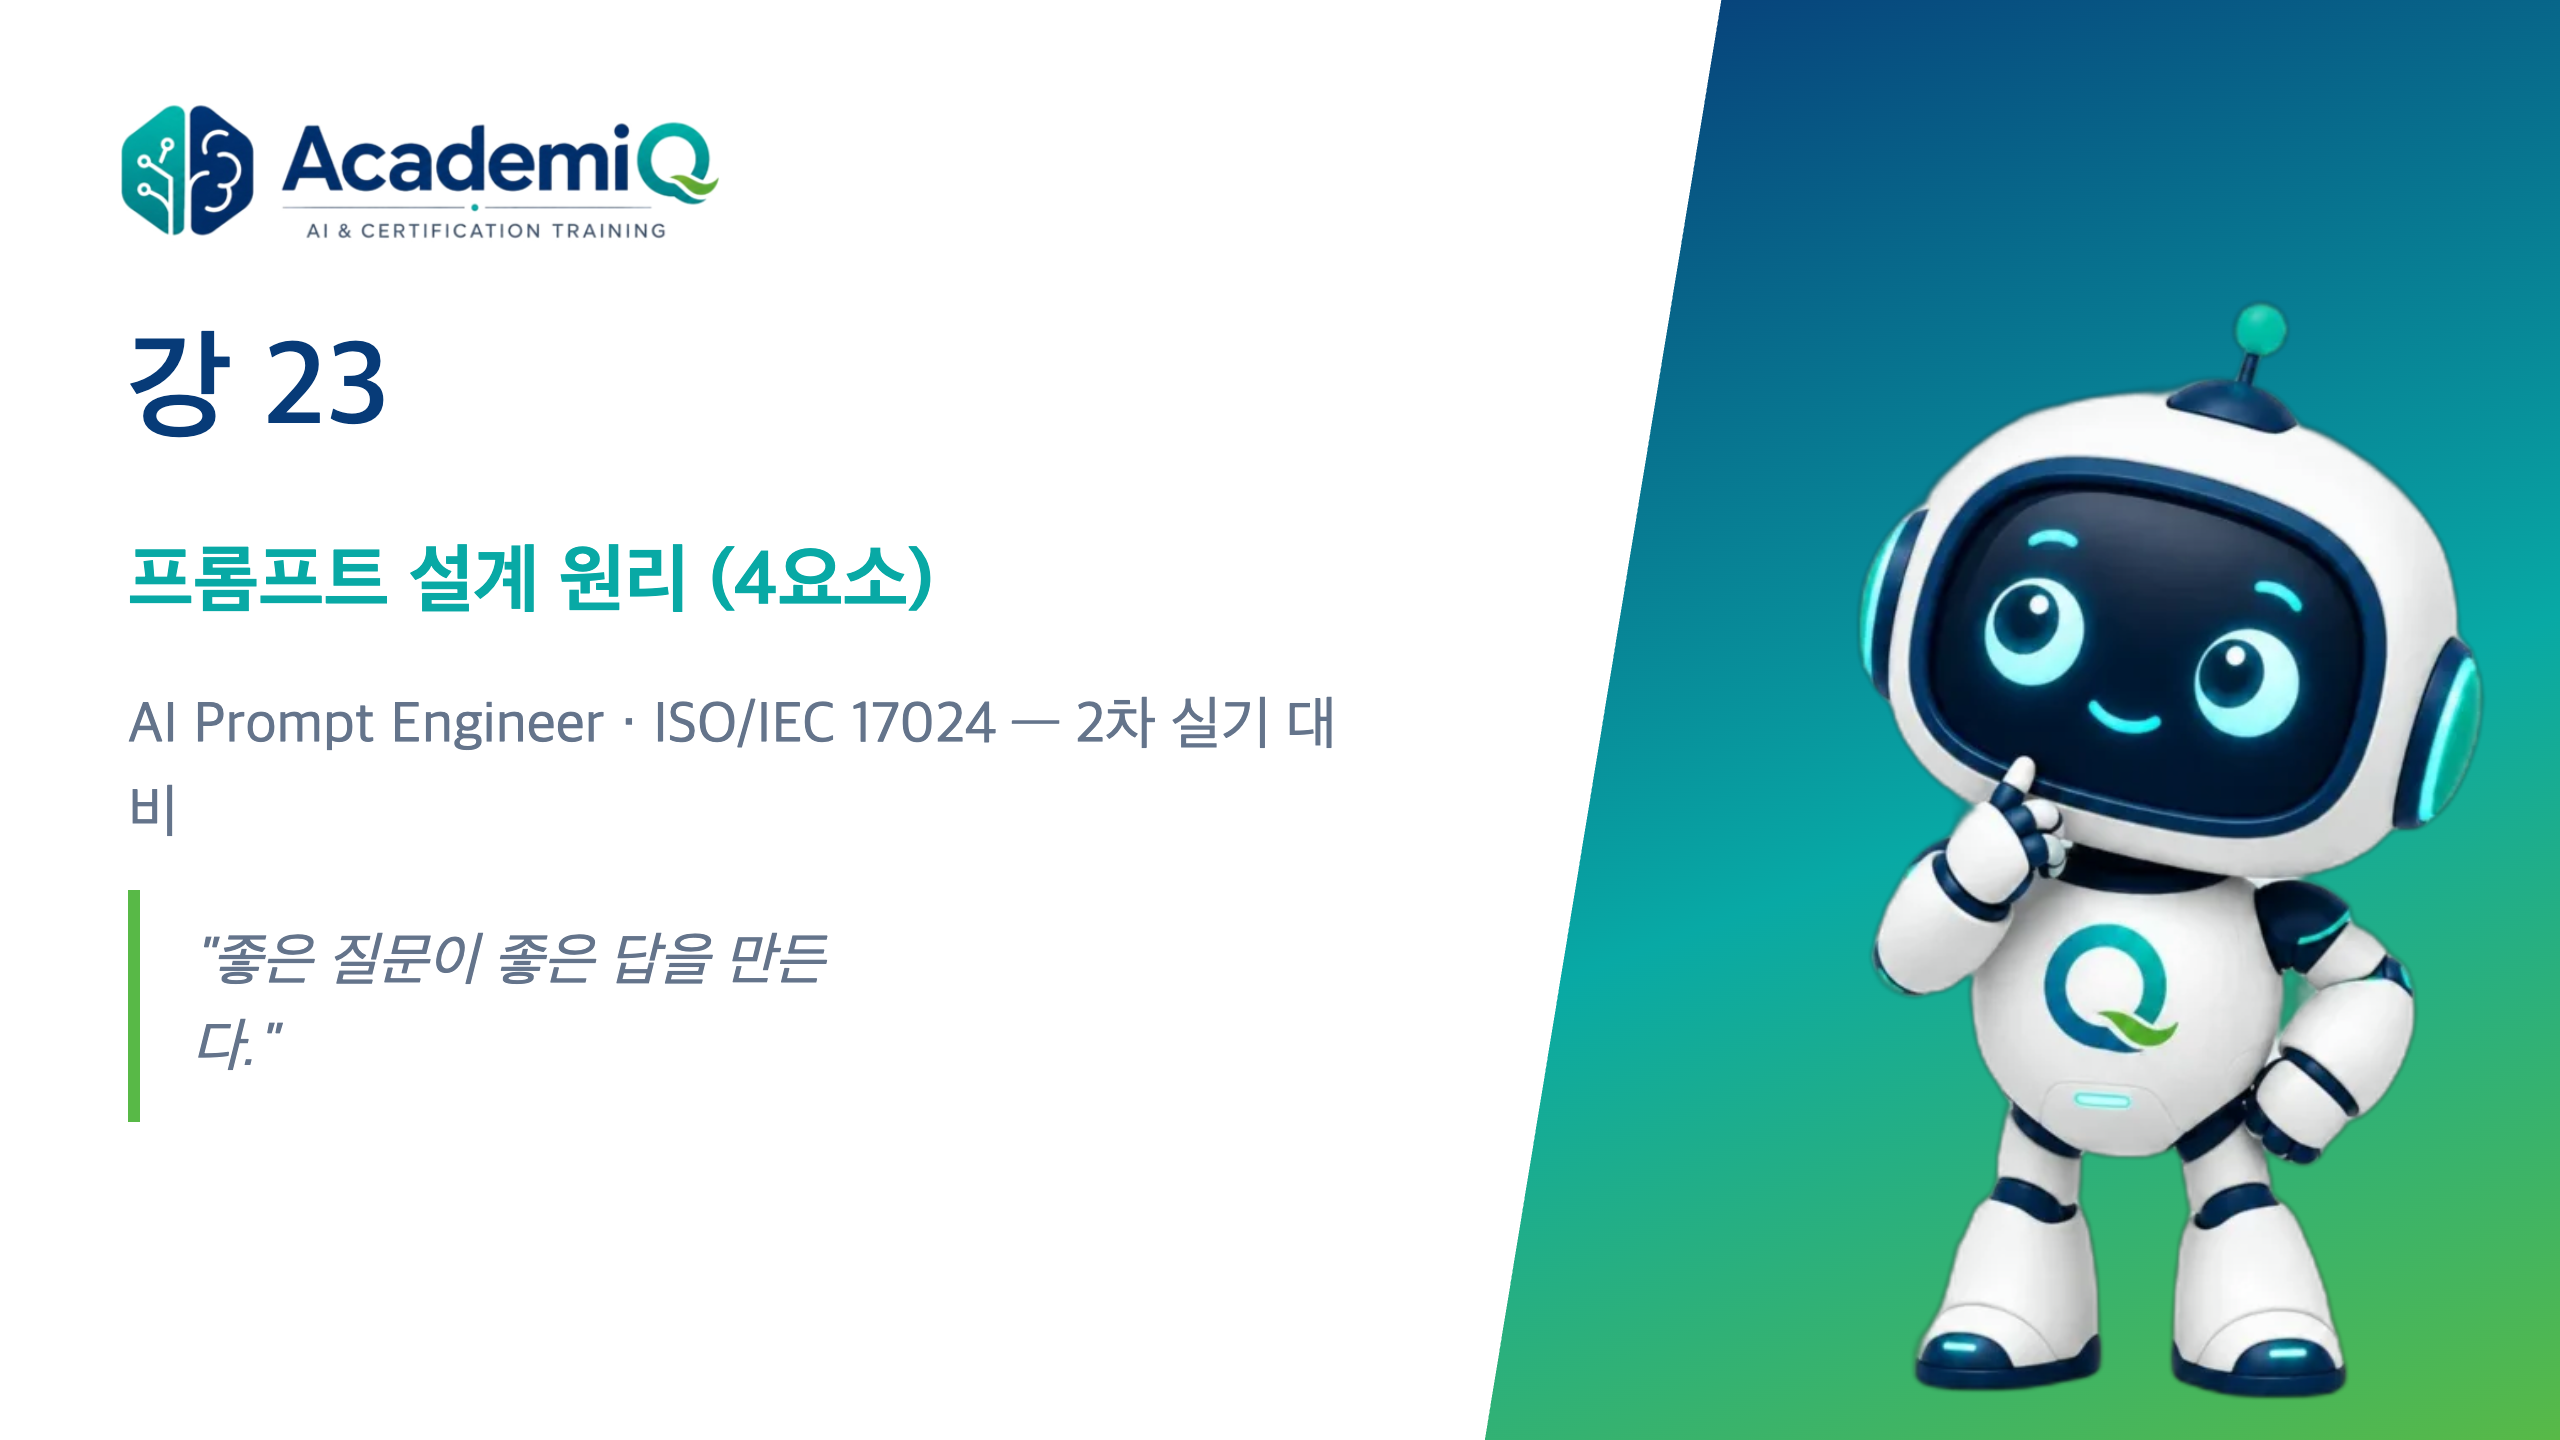 AcademiQ
AI & CERTIFICATION TRAINING
강 23
프롬프트 설계 원리 (4요소)
AI Prompt Engineer · ISO/IEC 17024 — 2차 실기 대
비
"좋은 질문이 좋은 답을 만든
다."